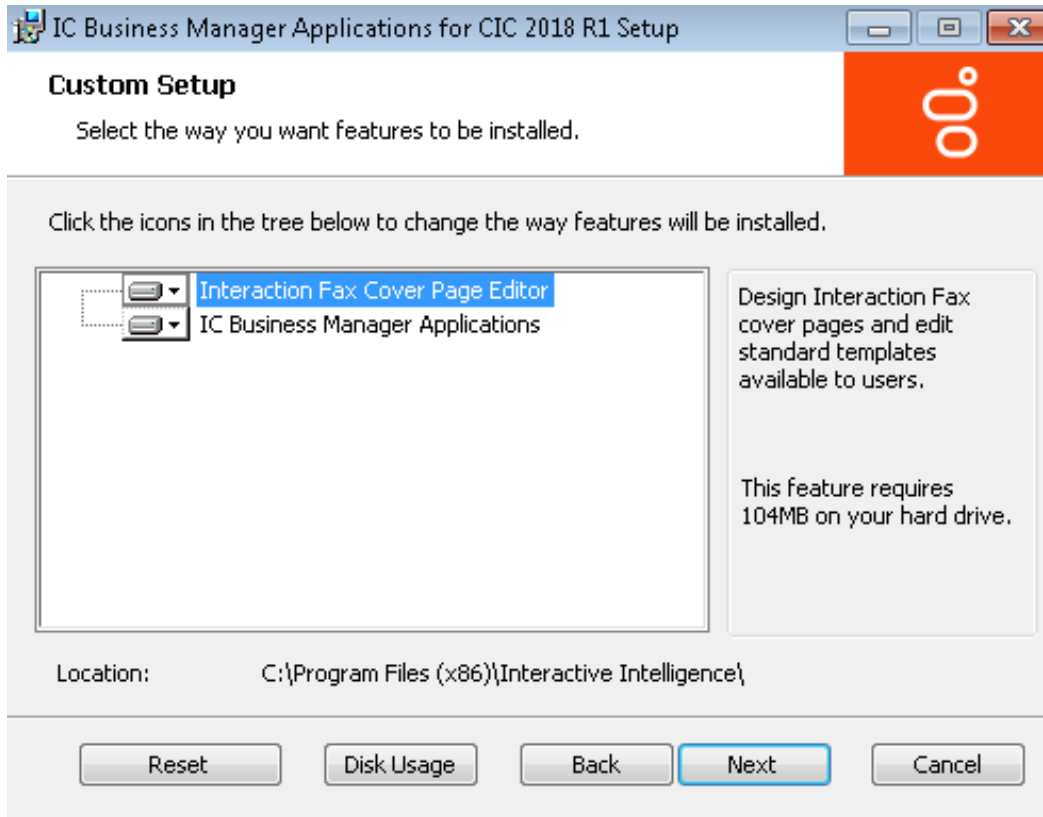 IC Business Manager Applications for CIC 2018 R1 Setup
Custom Setup
Select the way you want features to be installed.
Click the icons in the tree below to change the way features will be installed.
Interaction Fax Cover Page Editor
IC Business Manager Applications
Design Interaction Fax
cover pages and edit
standard templates
available to users.
This feature requires
104MB on your hard drive.
Location: C:\Program Files (x86)\Interactive Intelligence\
Reset Disk Usage Back Next Cancel